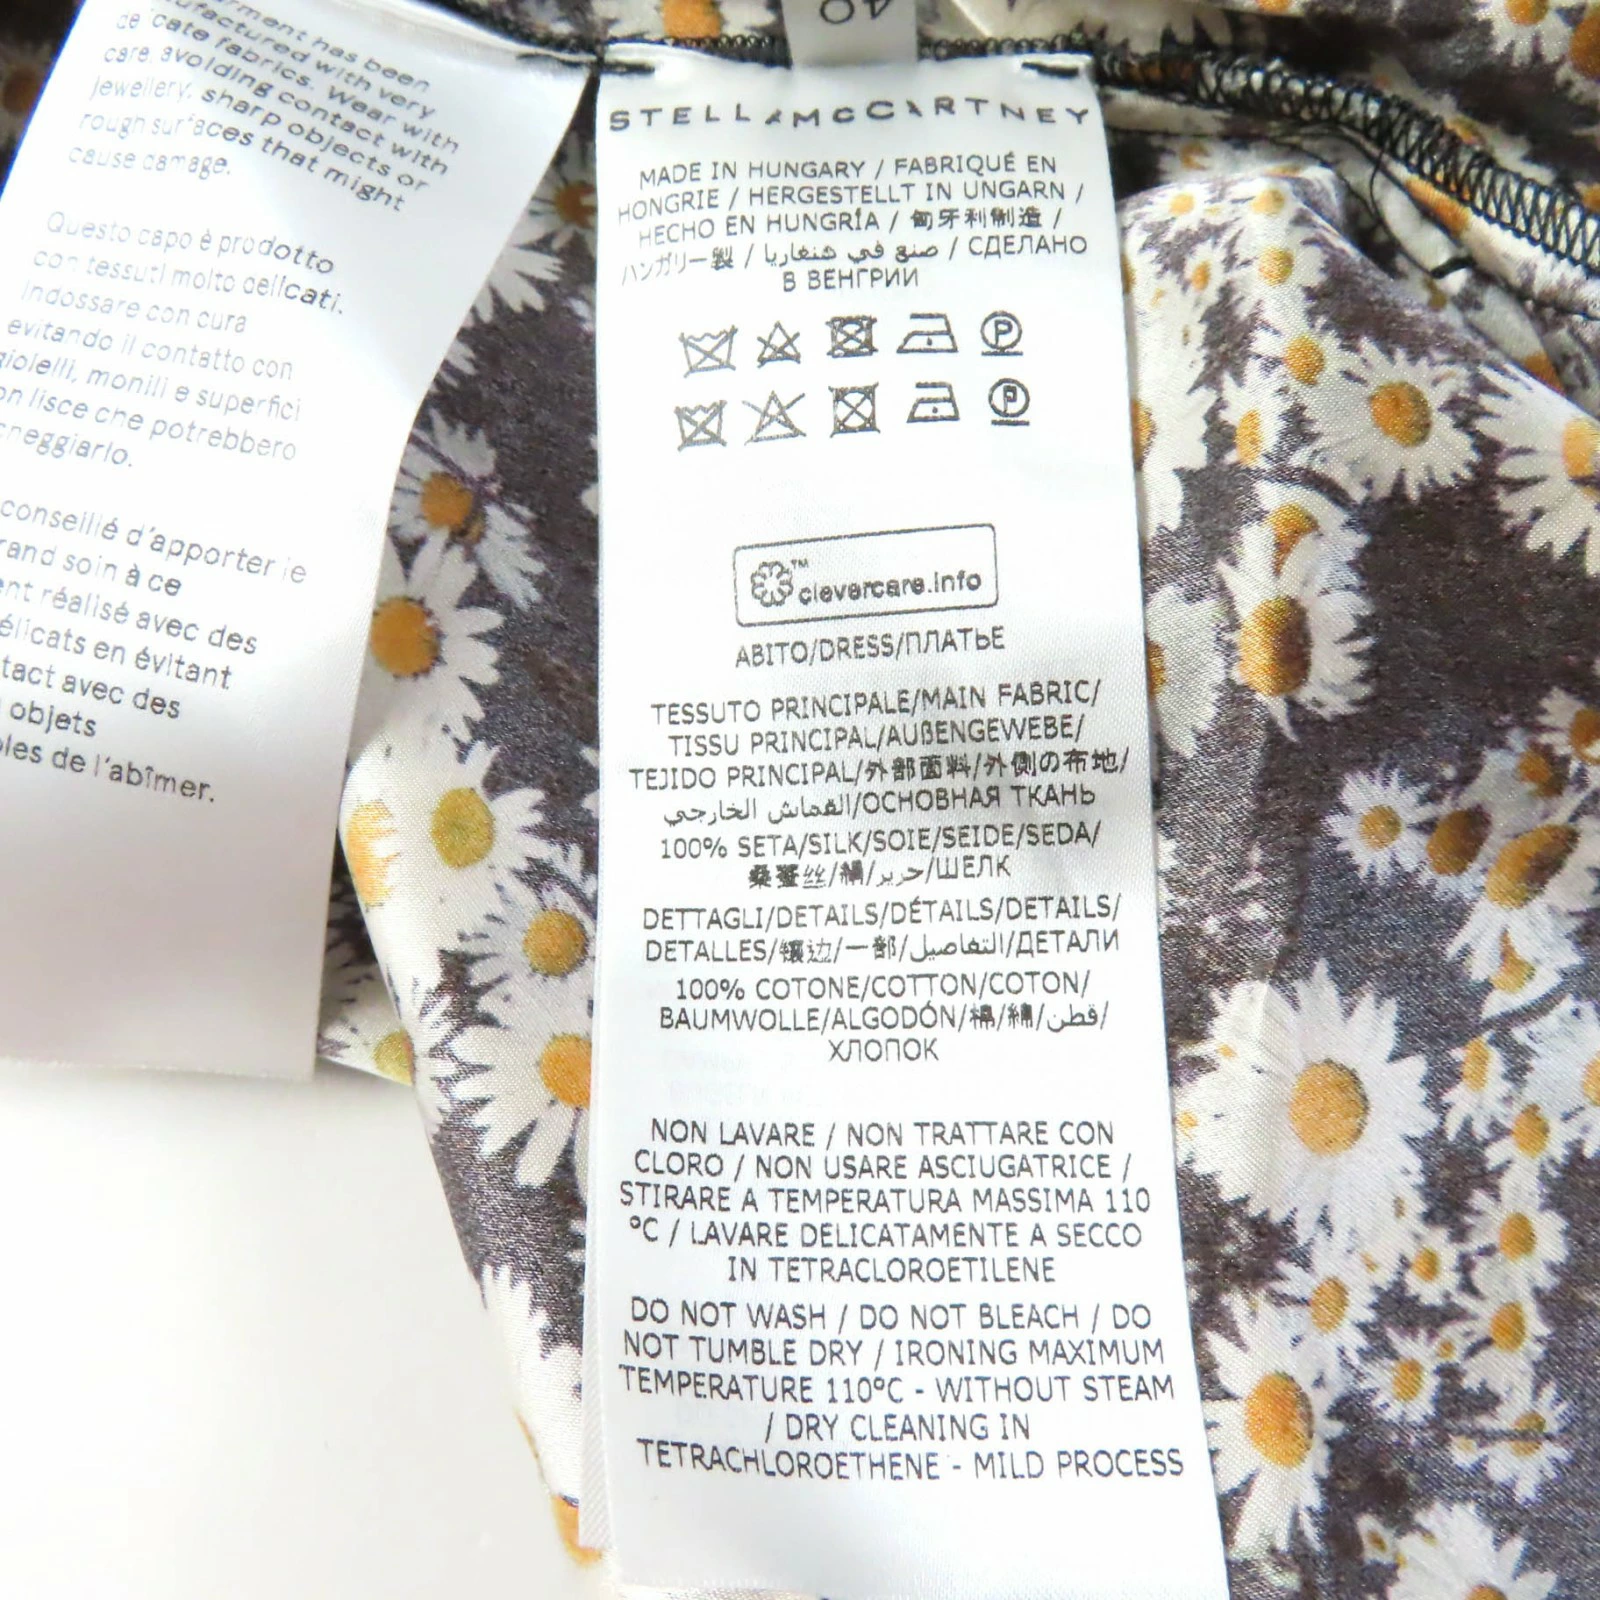 garment has been
manufactured with very
delicate fabrics. Wear with
care, avoiding contact with
jewellery, sharp objects or
rough surfaces that might
cause damage.
Questo capo è prodotto
con tessuti molto delicati.
Indossare con cura
evitando il contatto con
gioielli, monili e superfici
lisce che potrebbero
conseillé d'apporter le
soin à ce
réalisé avec des
en évitant
avec des
objets
de l'abîmer.
40
STELLA McCARTNEY
MADE IN HUNGARY / FABRIQUÉ EN
HONGRIE / HERGESTELLT IN UNGARN /
HECHO EN HUNGRÍA / 匈牙利制造 /
ハンガリー製 / صنع في هنغاريا / СДЕЛАНО
В ВЕНГРИИ
P
P
™
clevercare.info
ABITO/DRESS/ПЛАТЬЕ
TESSUTO PRINCIPALE/MAIN FABRIC/
TISSU PRINCIPAL/AUßENGEWEBE/
TEJIDO PRINCIPAL/外部面料/外側の布地/
القماش الخارجي/ОСНОВНАЯ ТКАНЬ
100% SETA/SILK/SOIE/SEIDE/SEDA/
桑蚕丝/絹/حرير/ШЕЛК
DETTAGLI/DETAILS/DÉTAILS/DETAILS/
DETALLES/镶边/一部/التفاصيل/ДЕТАЛИ
100% COTONE/COTTON/COTON/
BAUMWOLLE/ALGODÓN/棉/綿/قطن/
ХЛОПОК
NON LAVARE / NON TRATTARE CON
CLORO / NON USARE ASCIUGATRICE /
STIRARE A TEMPERATURA MASSIMA 110
°C / LAVARE DELICATAMENTE A SECCO
IN TETRACLOROETILENE
DO NOT WASH / DO NOT BLEACH / DO
NOT TUMBLE DRY / IRONING MAXIMUM
TEMPERATURE 110°C - WITHOUT STEAM
/ DRY CLEANING IN
TETRACHLOROETHENE - MILD PROCESS